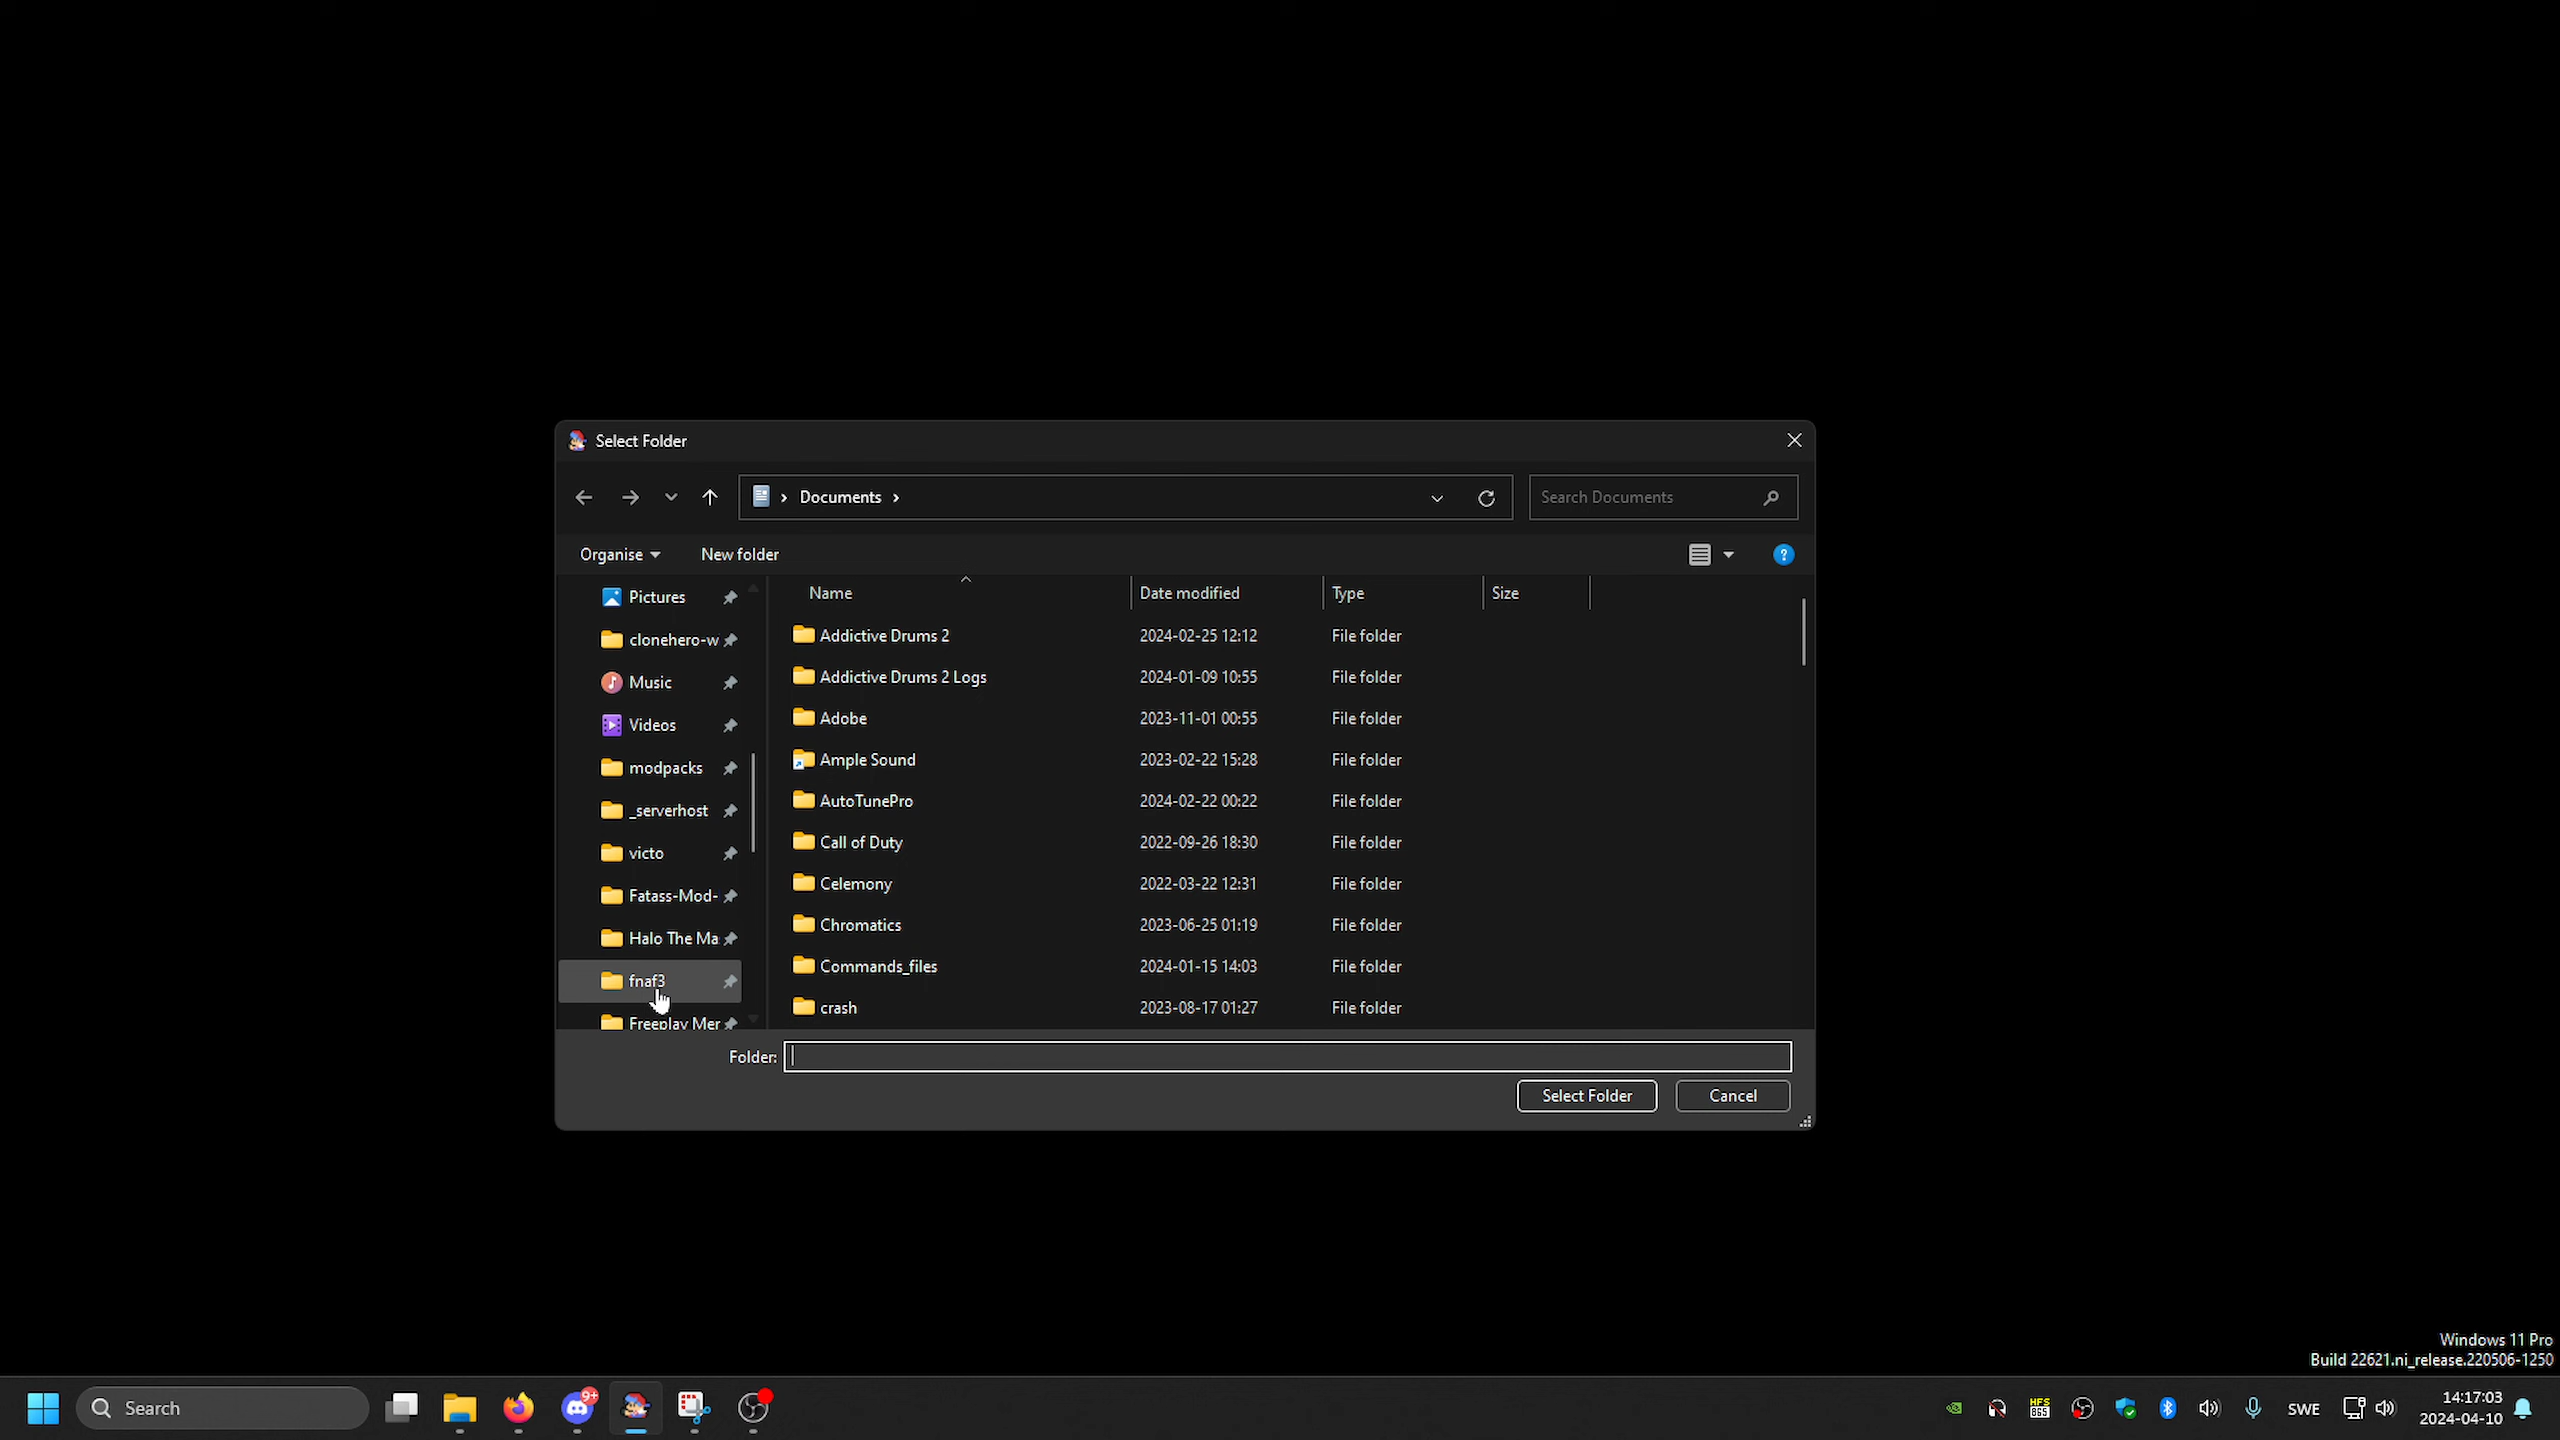 Select Folder
Documents
Search Documents
Organise
New folder
Name
Date modified
Type
Size
Pictures
clonehero-w
Music
Videos
modpacks
_serverhost
victo
Fatass-Mod-
Halo The Ma
fnaf3
Freeplay Mer
Addictive Drums 2 2024-02-25 12:12 File folder
Addictive Drums 2 Logs 2024-01-09 10:55 File folder
Adobe 2023-11-01 00:55 File folder
Ample Sound 2023-02-22 15:28 File folder
AutoTunePro 2024-02-22 00:22 File folder
Call of Duty 2022-09-26 18:30 File folder
Celemony 2022-03-22 12:31 File folder
Chromatics 2023-06-25 01:19 File folder
Commands_files 2024-01-15 14:03 File folder
crash 2023-08-17 01:27 File folder
Folder:
Select Folder
Cancel
Windows 11 Pro
Build 22621.ni_release.220506-1250
Search
9+
HFS
865
SWE
14:17:03
2024-04-10